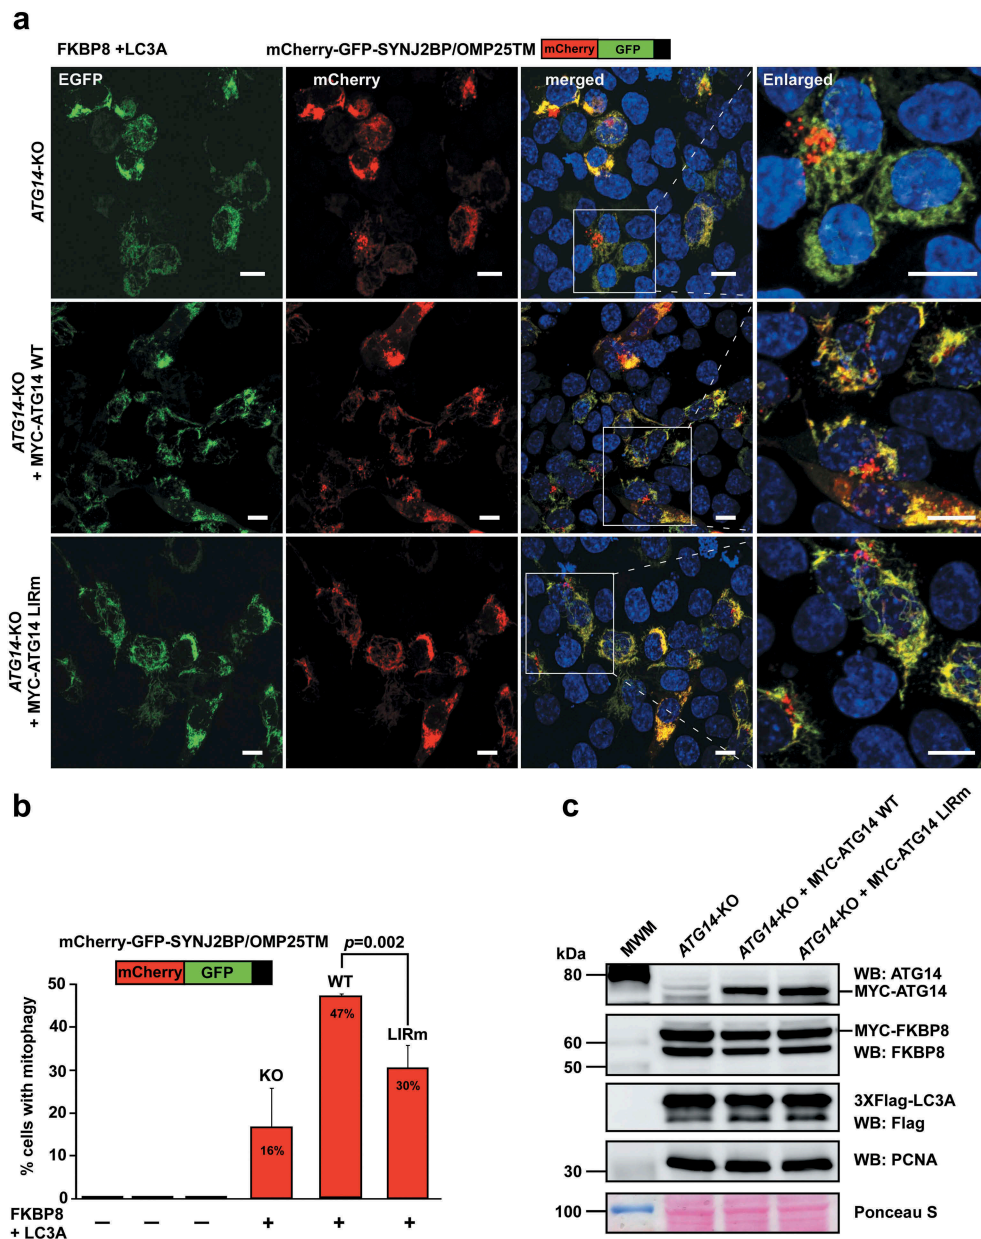 a
FKBP8 +LC3A
mCherry-GFP-SYNJ2BP/OMP25TM
mCherry
GFP
EGFP
mCherry
merged
Enlarged
ATG14-KO
ATG14-KO
+ MYC-ATG14 WT
ATG14-KO
+ MYC-ATG14 LIRm
b
mCherry-GFP-SYNJ2BP/OMP25TM
mCherry
GFP
p=0.002
% cells with mitophagy
50
40
30
20
10
0
KO
16%
WT
47%
LIRm
30%
FKBP8
+ LC3A
— — — + + +
c
MWM
ATG14-KO
ATG14-KO + MYC-ATG14 WT
ATG14-KO + MYC-ATG14 LIRm
kDa
80
WB: ATG14
MYC-ATG14
60
50
MYC-FKBP8
WB: FKBP8
3XFlag-LC3A
WB: Flag
30
WB: PCNA
100
Ponceau S